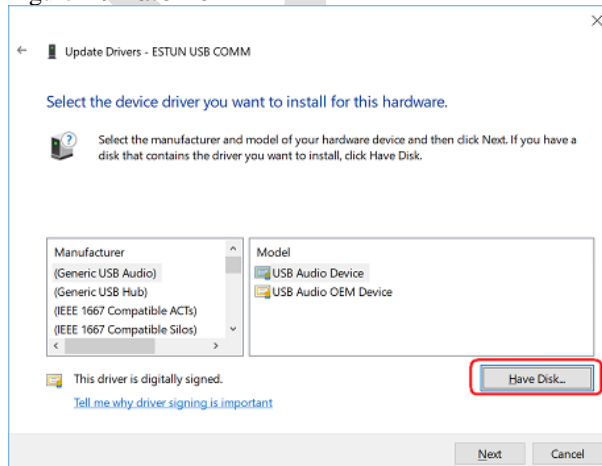 Update Drivers - ESTUN USB COMM
Select the device driver you want to install for this hardware.
Select the manufacturer and model of your hardware device and then click Next. If you have a
disk that contains the driver you want to install, click Have Disk.
Manufacturer
(Generic USB Audio)
(Generic USB Hub)
(IEEE 1667 Compatible ACTs)
(IEEE 1667 Compatible Silos)
Model
USB Audio Device
USB Audio OEM Device
This driver is digitally signed.
Tell me why driver signing is important
Have Disk...
Next
Cancel